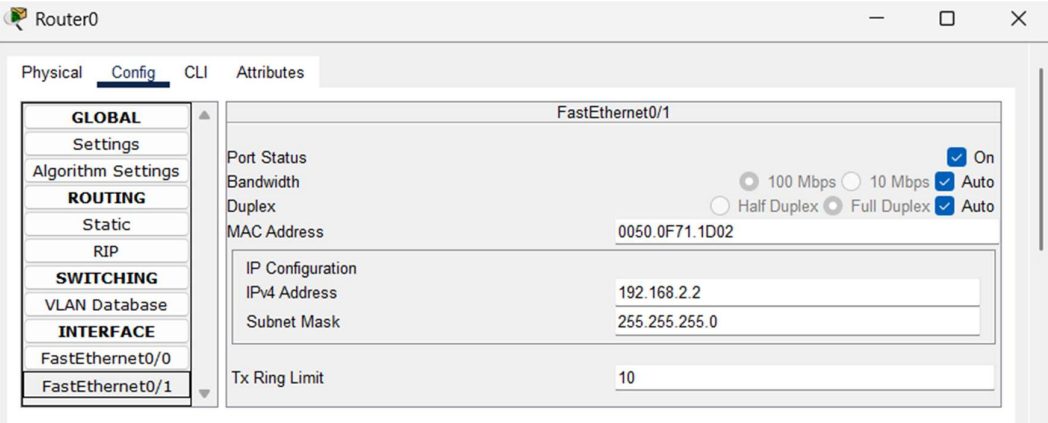 Router0
Physical Config CLI Attributes
GLOBAL
Settings
Algorithm Settings
ROUTING
Static
RIP
SWITCHING
VLAN Database
INTERFACE
FastEthernet0/0
FastEthernet0/1
FastEthernet0/1
Port Status On
Bandwidth 100 Mbps 10 Mbps Auto
Duplex Half Duplex Full Duplex Auto
MAC Address 0050.0F71.1D02
IP Configuration
IPv4 Address 192.168.2.2
Subnet Mask 255.255.255.0
Tx Ring Limit 10